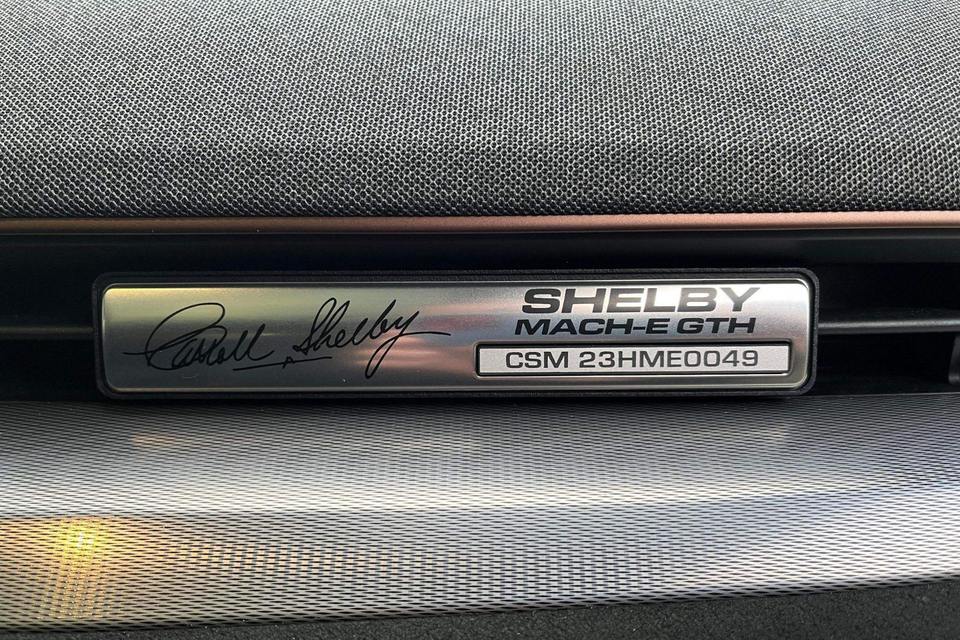 Carroll Shelby
SHELBY
MACH-E GTH
CSM 23HME0049